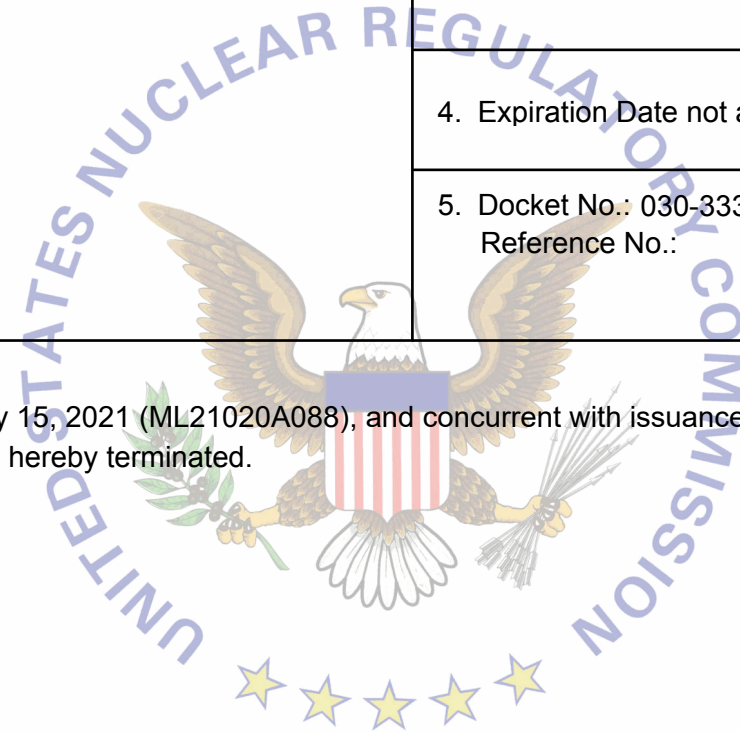 UNITED STATES NUCLEAR REGULATORY COMMISSION
4. Expiration Date not
5. Docket No.: 030-333
Reference No.:
15, 2021 (ML21020A088), and concurrent with issuance
hereby terminated.